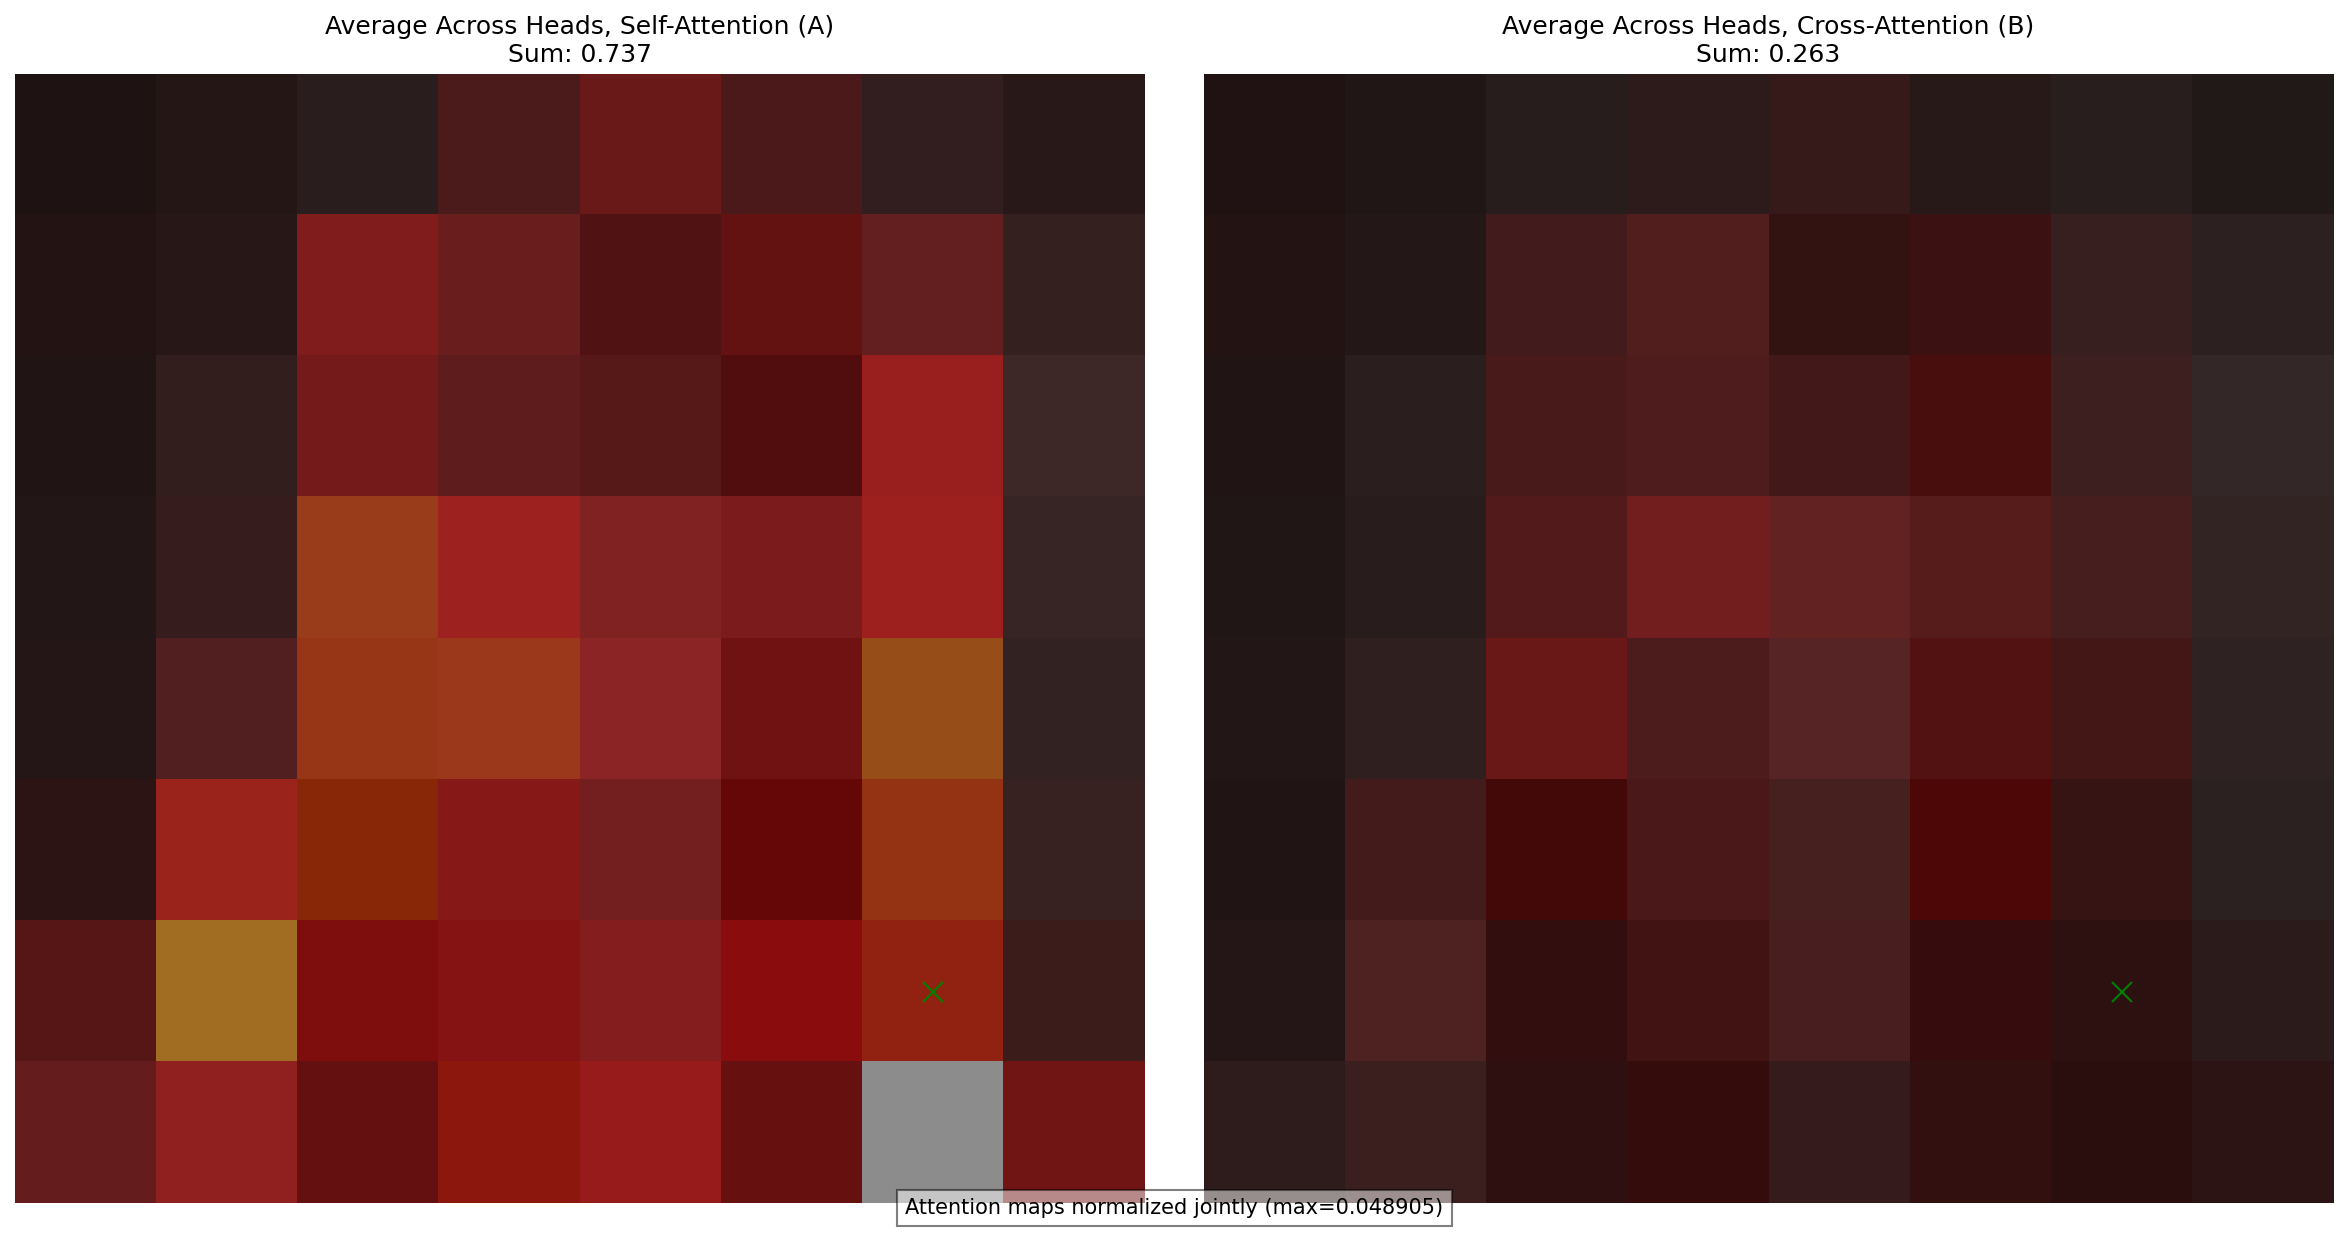 Average Across Heads, Self-Attention (A)
Sum: 0.737
Average Across Heads, Cross-Attention (B)
Sum: 0.263
Attention maps normalized jointly (max=0.048905)